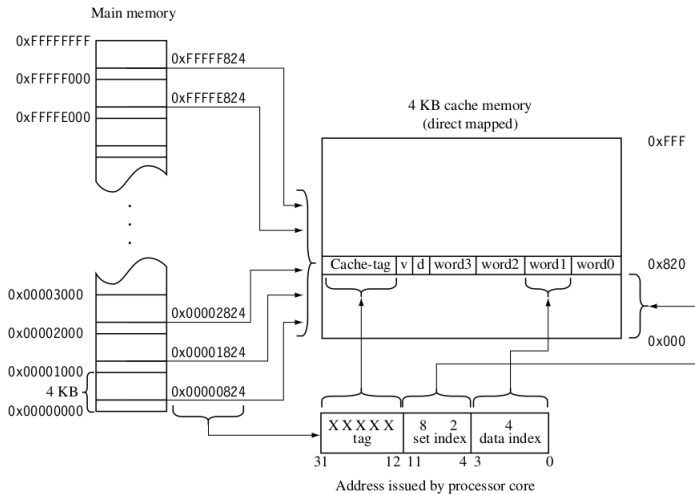 Main memory
0xFFFFFFFF
0xFFFFF824
0xFFFFF000
0xFFFFE824
0xFFFFE000
4 KB cache memory
(direct mapped)
0xFFF
Cache-tag v d word3 word2 word1 word0
0x820
0x00003000
0x00002824
0x00002000
0x000
0x00001824
0x00001000
4 KB
0x00000824
0x00000000
X X X X X 8 2 4
tag set index data index
31 12 11 4 3 0
Address issued by processor core